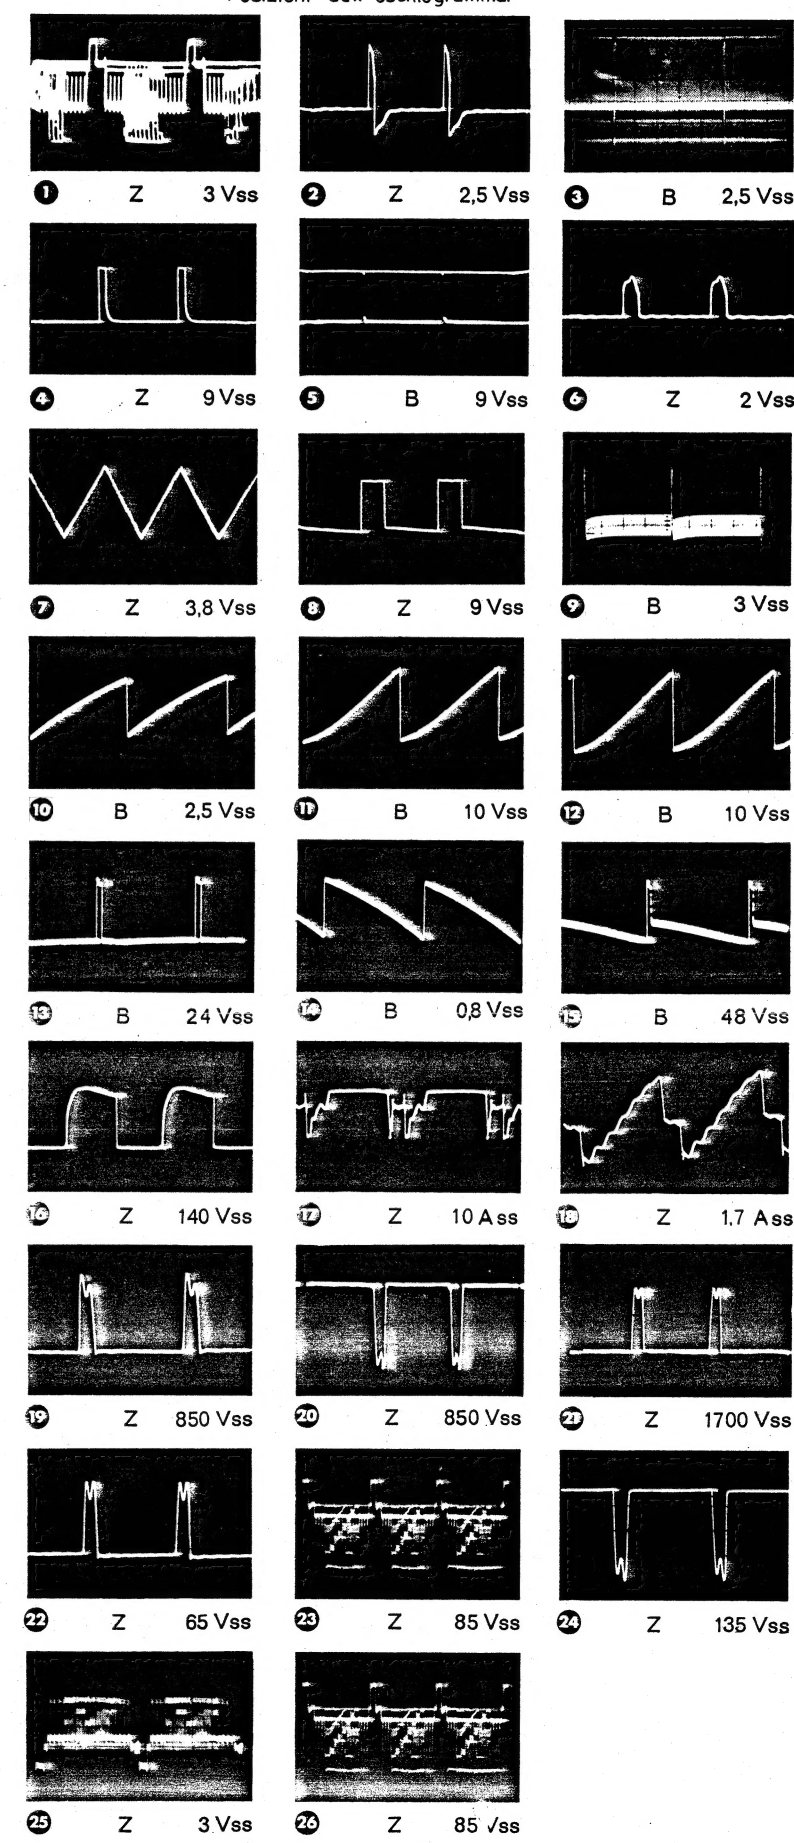 1 Z 3 Vss
2 Z 2,5 Vss
3 B 2,5 Vss
4 Z 9 Vss
5 B 9 Vss
6 Z 2 Vss
7 Z 3,8 Vss
8 Z 9 Vss
9 B 3 Vss
10 B 2,5 Vss
11 B 10 Vss
12 B 10 Vss
13 B 24 Vss
14 B 0,8 Vss
15 B 48 Vss
16 Z 140 Vss
17 Z 10 Ass
18 Z 1,7 Ass
19 Z 850 Vss
20 Z 850 Vss
21 Z 1700 Vss
22 Z 65 Vss
23 Z 85 Vss
24 Z 135 Vss
25 Z 3 Vss
26 Z 85 Vss